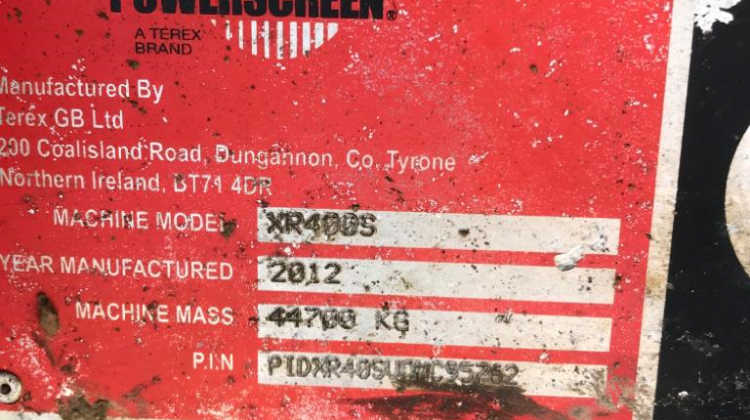 POWERSCREEN®
A TEREX
BRAND
Manufactured By
Terex GB Ltd
200 Coalisland Road, Dungannon, Co. Tyrone
Northern Ireland, BT71 4DR
MACHINE MODEL XR400S
YEAR MANUFACTURED 2012
MACHINE MASS 44700 KG
P.I.N